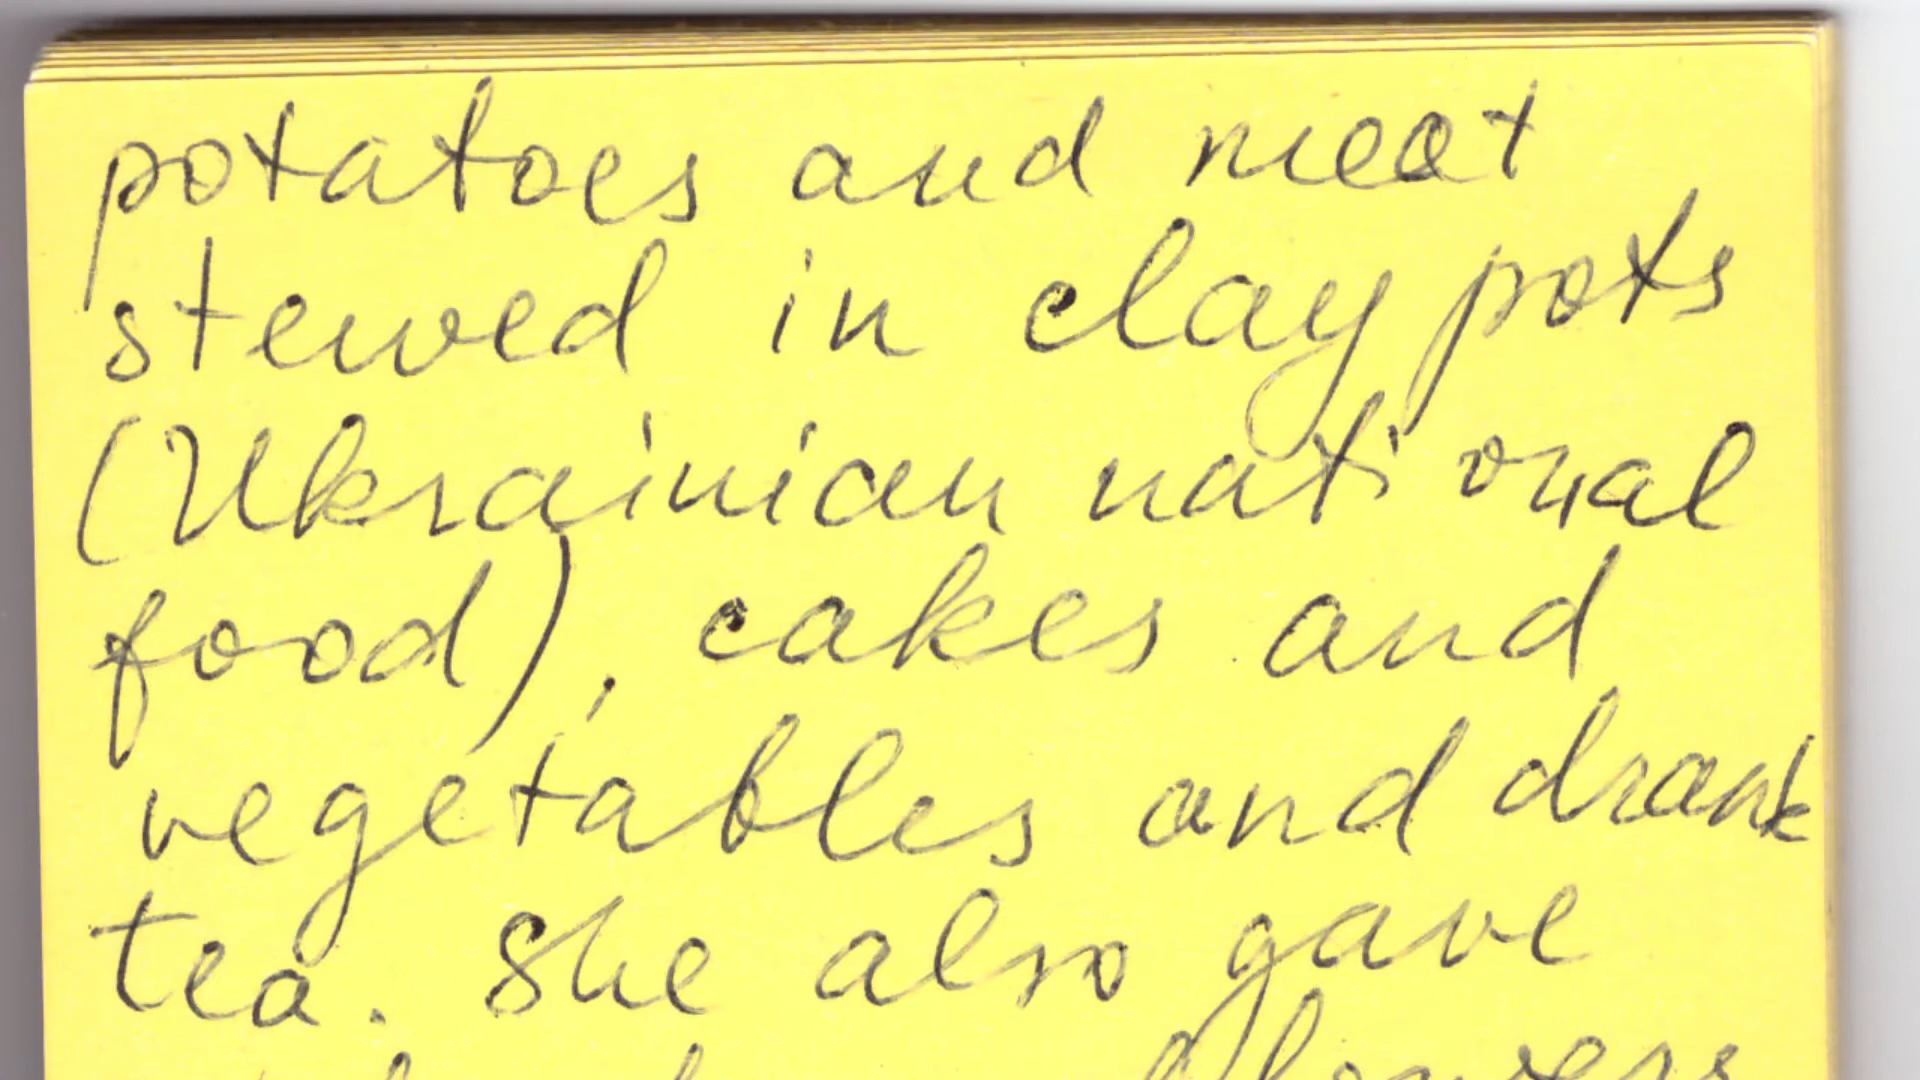 potatoes and meat
stewed in clay pots
(Ukrainian national
food), cakes and
vegetables and drank
tea. She also gave
flowers